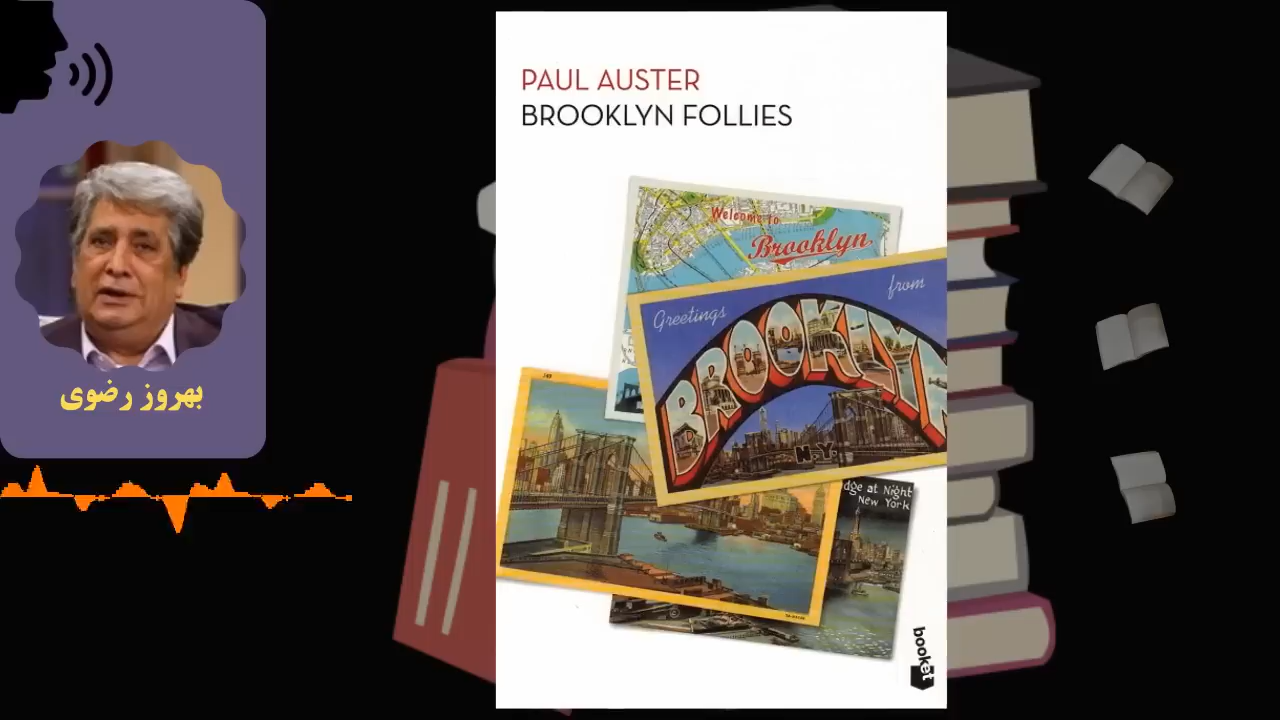 بهروز رضوی
PAUL AUSTER
BROOKLYN FOLLIES
Welcome to
Brooklyn
Greetings
from
BROOKLYN
N.Y.
dge at Night
New York
booket